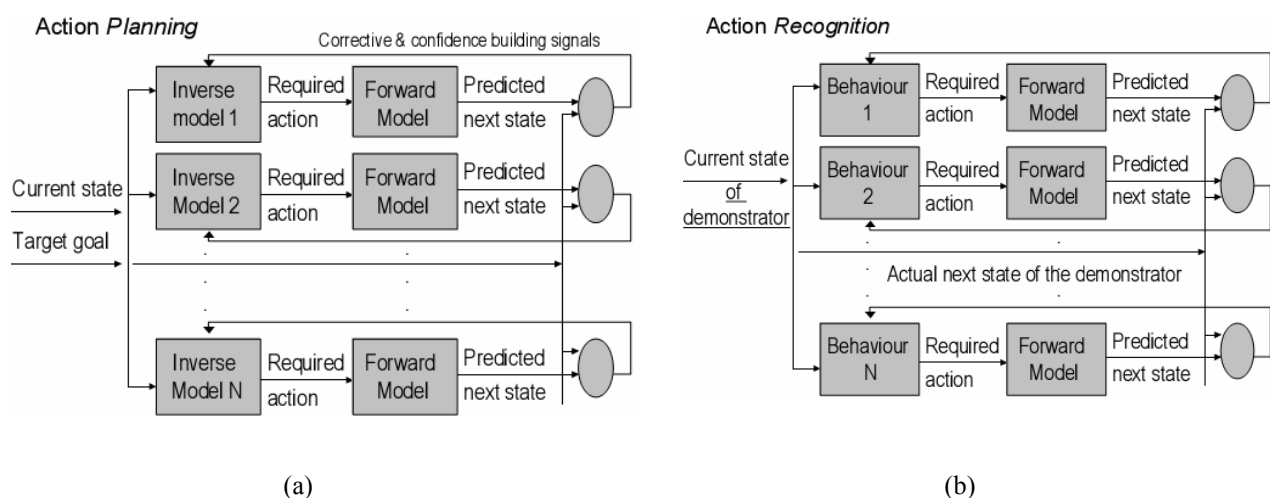 Action Planning
Corrective & confidence building signals
Inverse
model 1
Required
action
Forward
Model
Predicted
next state
Inverse
Model 2
Required
action
Forward
Model
Predicted
next state
Current state
Target goal
Inverse
Model N
Required
action
Forward
Model
Predicted
next state
(a)
Action Recognition
Behaviour
1
Required
action
Forward
Model
Predicted
next state
Current state
of
demonstrator
Behaviour
2
Required
action
Forward
Model
Predicted
next state
Actual next state of the demonstrator
Behaviour
N
Required
action
Forward
Model
Predicted
next state
(b)